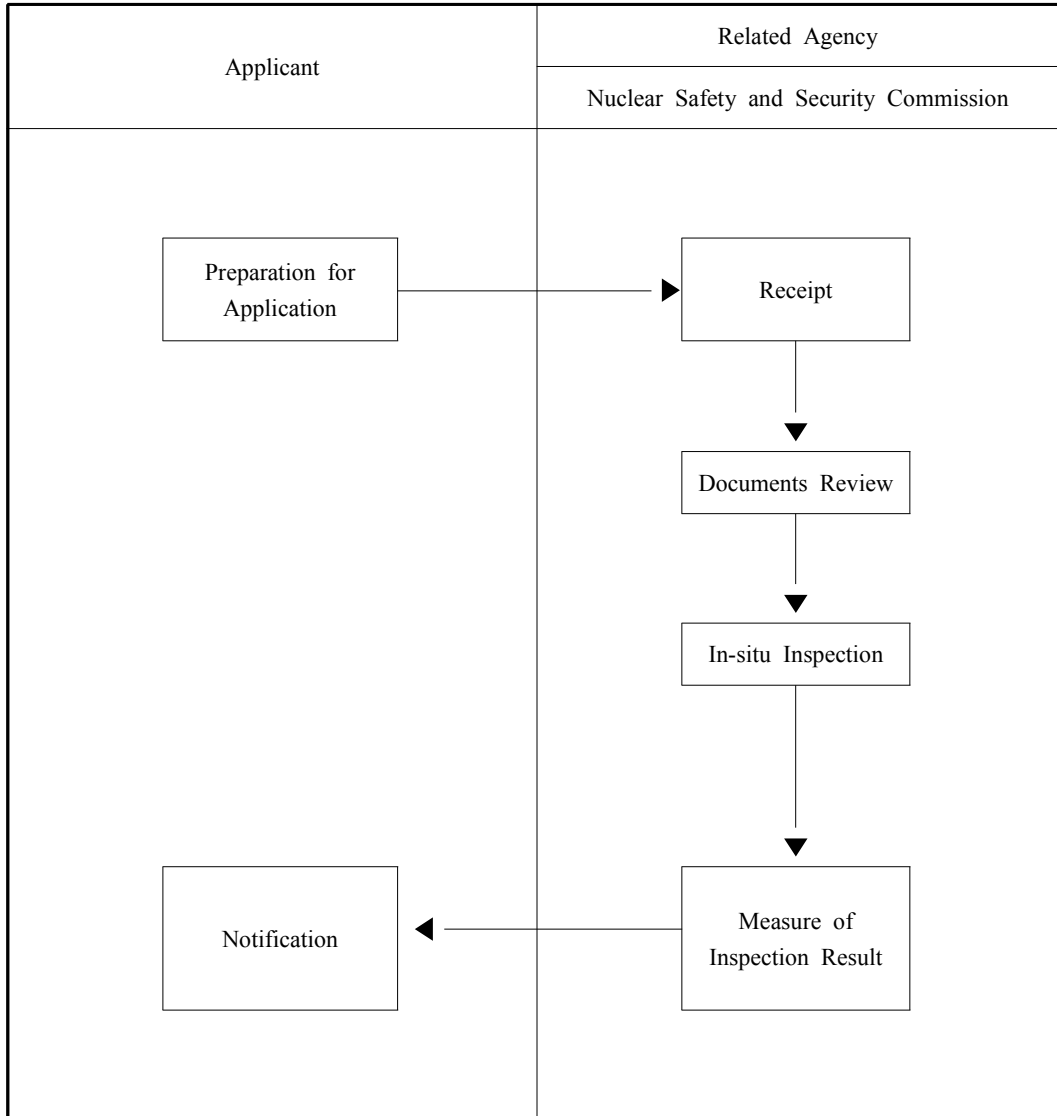 Applicant
Related Agency
Nuclear Safety and Security Commission
Preparation for
Application
Receipt
Documents Review
In-situ Inspection
Notification
Measure of
Inspection Result